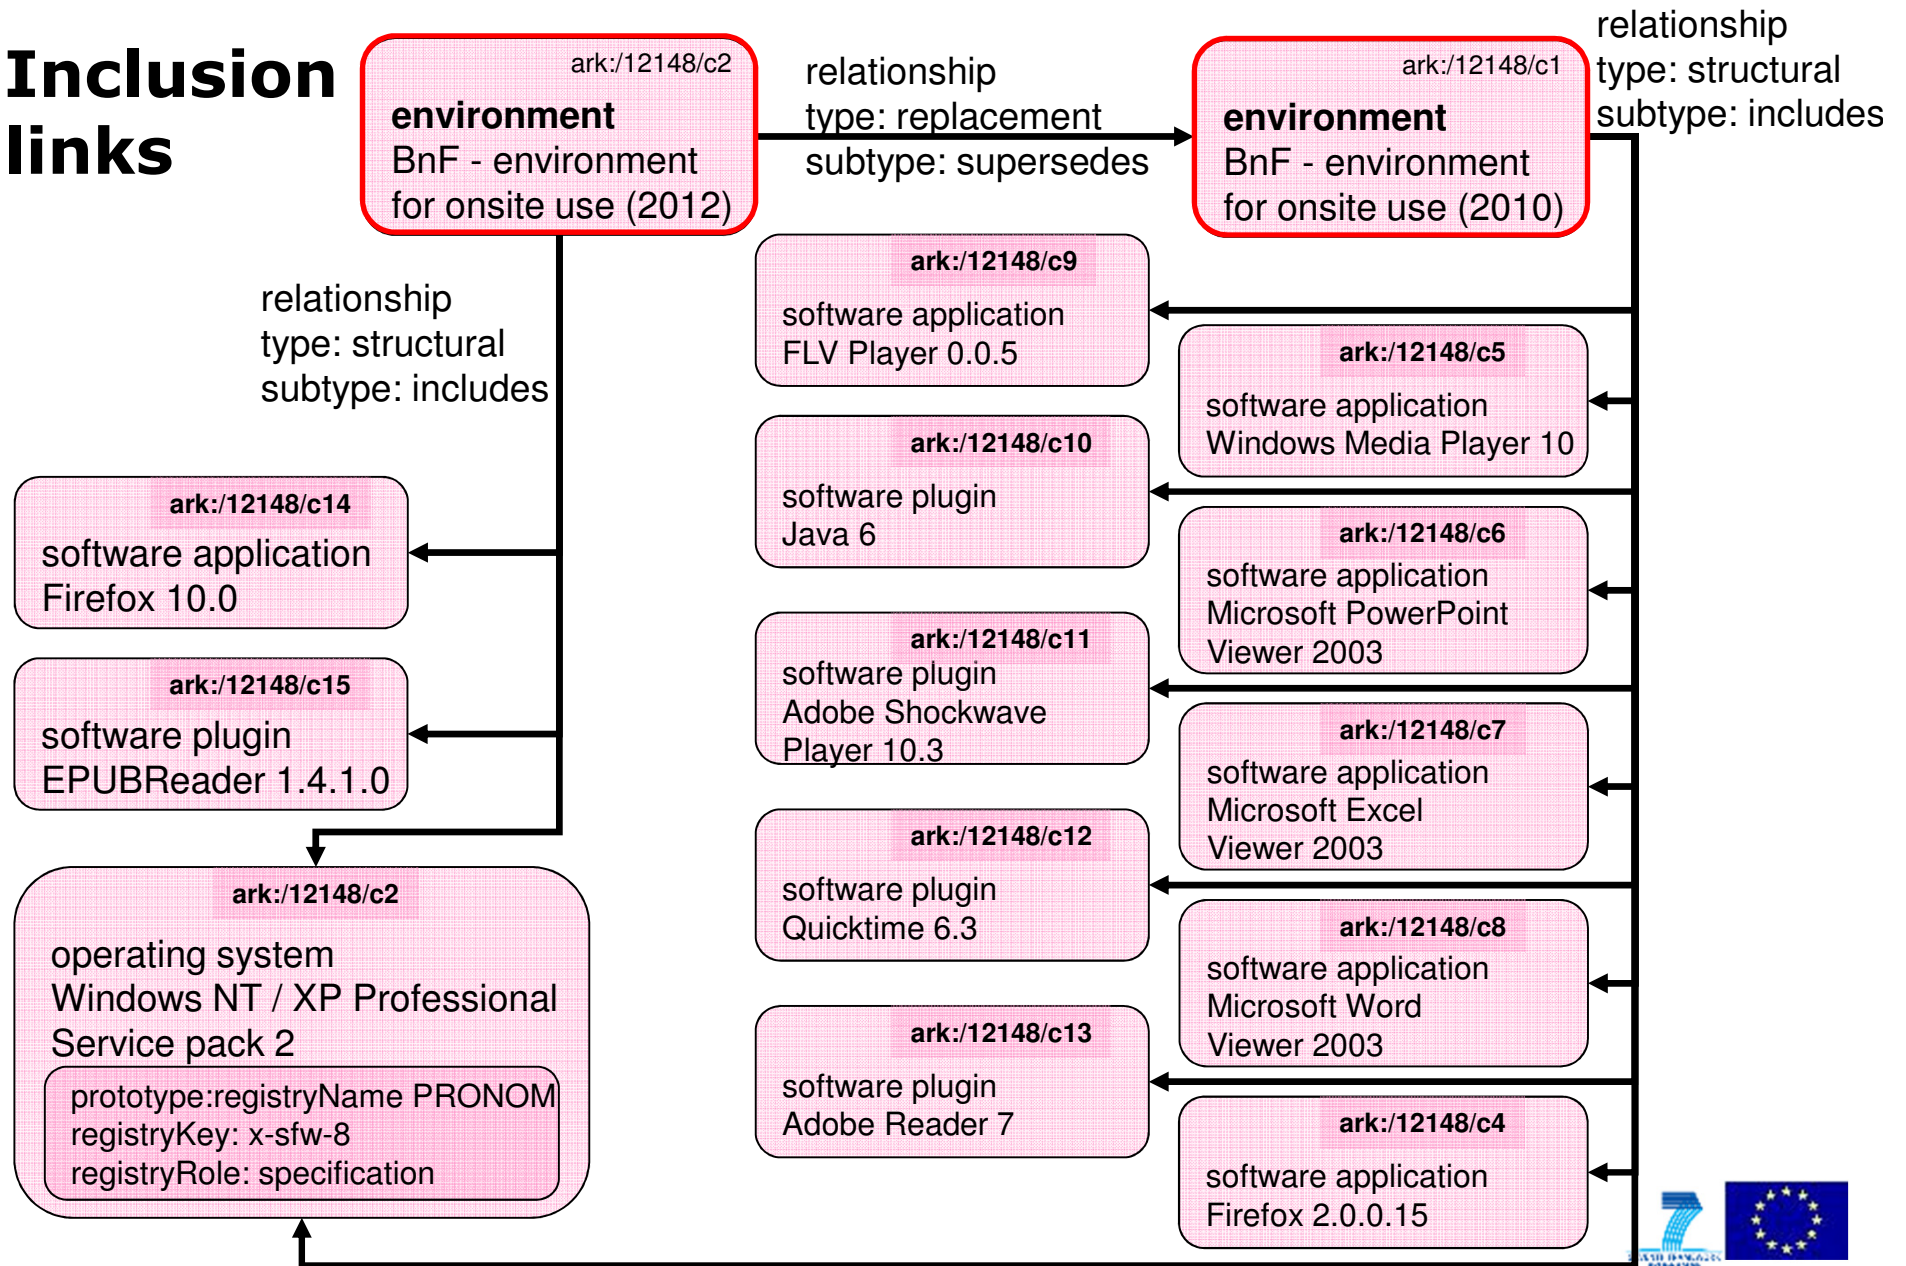 Inclusion
links
ark:/12148/c2
environment
BnF - environment
for onsite use (2012)
relationship
type: replacement
subtype: supersedes
ark:/12148/c1
environment
BnF - environment
for onsite use (2010)
relationship
type: structural
subtype: includes
relationship
type: structural
subtype: includes
ark:/12148/c14
software application
Firefox 10.0
ark:/12148/c15
software plugin
EPUBReader 1.4.1.0
ark:/12148/c2
operating system
Windows NT / XP Professional
Service pack 2
prototype:registryName PRONOM
registryKey: x-sfw-8
registryRole: specification
ark:/12148/c9
software application
FLV Player 0.0.5
ark:/12148/c10
software plugin
Java 6
ark:/12148/c11
software plugin
Adobe Shockwave
Player 10.3
ark:/12148/c12
software plugin
Quicktime 6.3
ark:/12148/c13
software plugin
Adobe Reader 7
ark:/12148/c5
software application
Windows Media Player 10
ark:/12148/c6
software application
Microsoft PowerPoint
Viewer 2003
ark:/12148/c7
software application
Microsoft Excel
Viewer 2003
ark:/12148/c8
software application
Microsoft Word
Viewer 2003
ark:/12148/c4
software application
Firefox 2.0.0.15